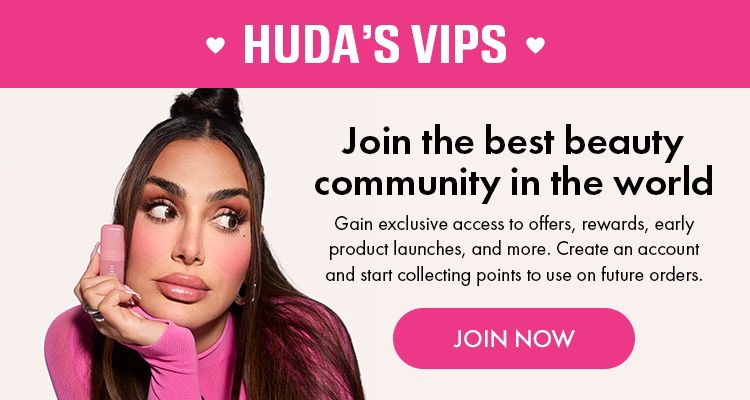 HUDA'S VIPS
Join the best beauty
community in the world
Gain exclusive access to offers, rewards, early
product launches, and more. Create an account
and start collecting points to use on future orders.
JOIN NOW